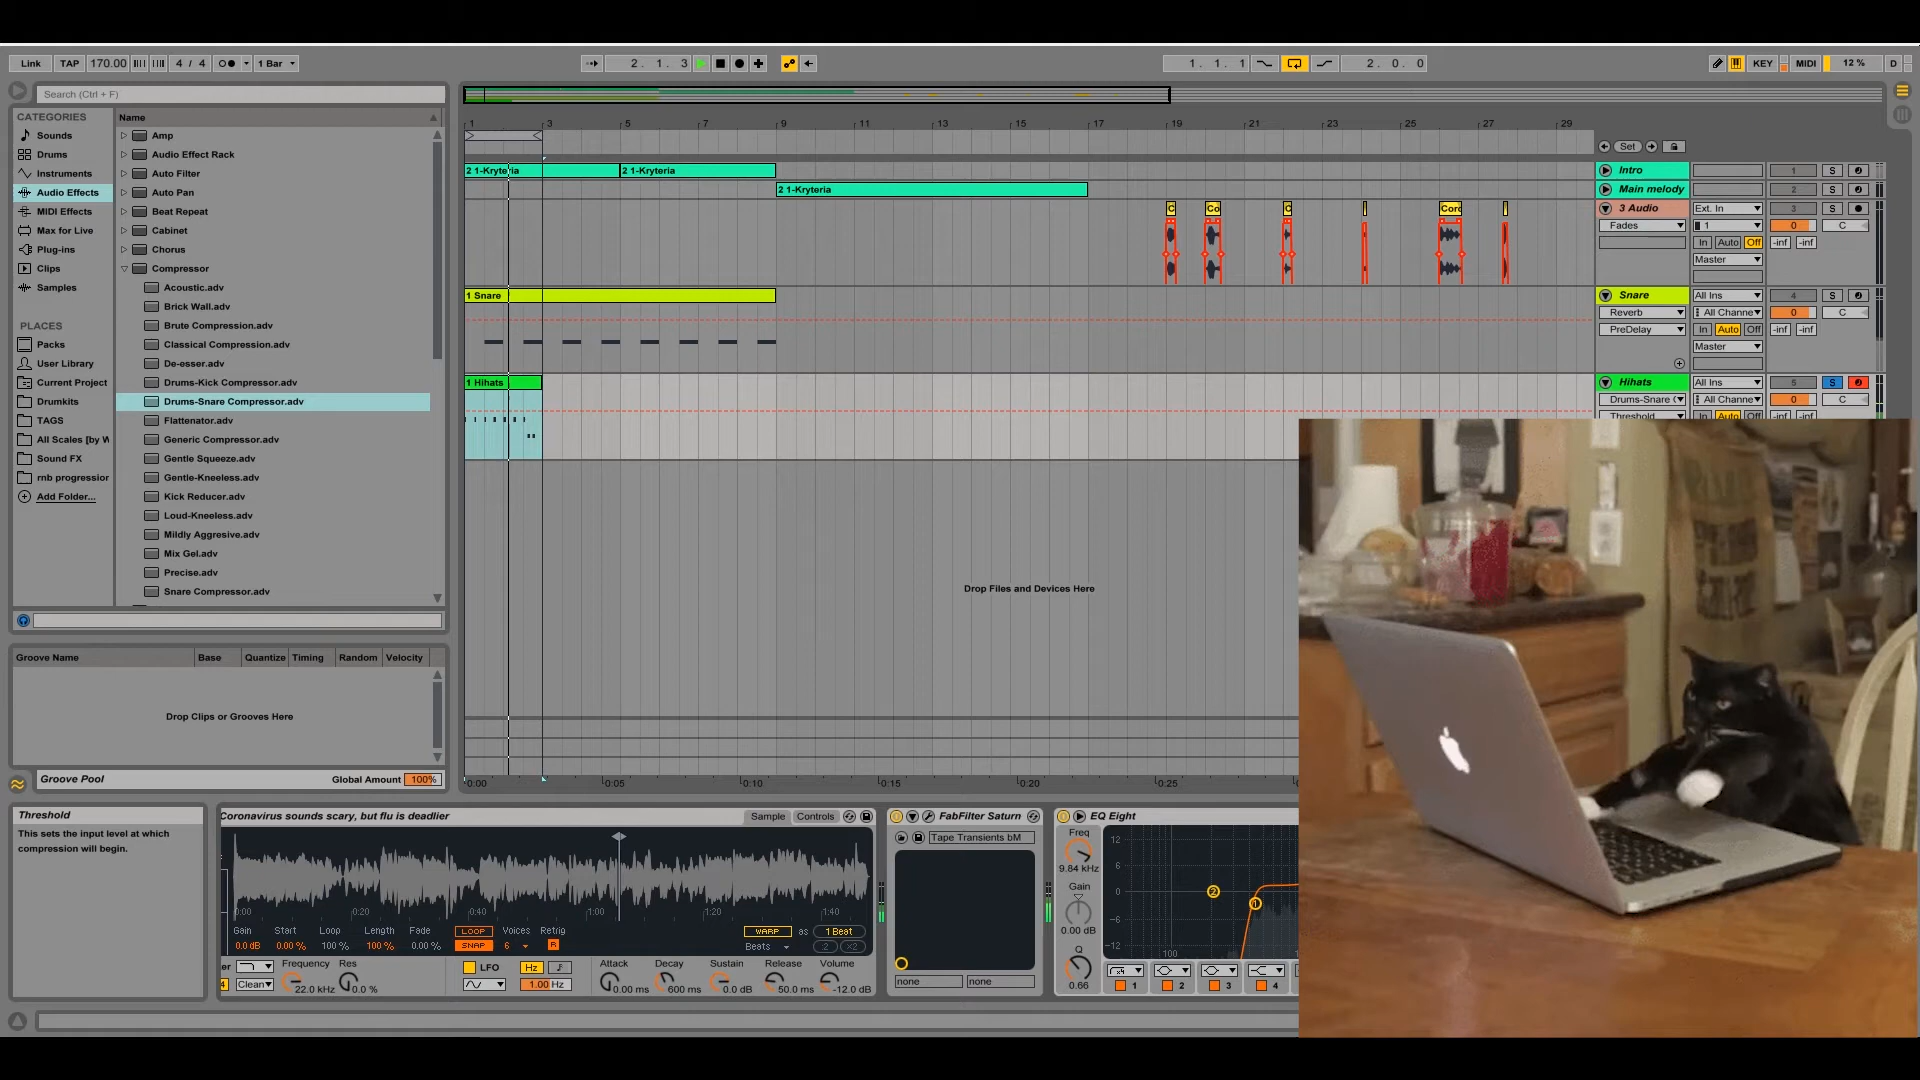 Link TAP 170.00 4 / 4 1 Bar 2. 1. 3 1. 1. 1 2. 0. 0 KEY MIDI 12 % D
Search (Ctrl + F)
CATEGORIES
Sounds
Drums
Instruments
Audio Effects
MIDI Effects
Max for Live
Plug-ins
Clips
Samples
PLACES
Packs
User Library
Current Project
Drumkits
TAGS
All Scales [by W
Sound FX
rnb progression
Add Folder...
Name
Amp
Audio Effect Rack
Auto Filter
Auto Pan
Beat Repeat
Cabinet
Chorus
Compressor
Acoustic.adv
Brick Wall.adv
Brute Compression.adv
Classical Compression.adv
De-esser.adv
Drums-Kick Compressor.adv
Drums-Snare Compressor.adv
Flattenator.adv
Generic Compressor.adv
Gentle Squeeze.adv
Gentle-Kneeless.adv
Kick Reducer.adv
Loud-Kneeless.adv
Mildly Aggresive.adv
Mix Gel.adv
Precise.adv
Snare Compressor.adv
Groove Name Base Quantize Timing Random Velocity
Drop Clips or Grooves Here
Groove Pool Global Amount 100%
1 3 5 7 9 11 13 15 17 19 21 23 25 27 29
Set
2 1-Kryteria 2 1-Kryteria
2 1-Kryteria
C Co C Corc
1 Snare
1 Hihats
Drop Files and Devices Here
0:00 0:05 0:10 0:15 0:20 0:25
Intro 1 S
Main melody 2 S
3 Audio Ext. In 3 S
Fades 1 0 C
In Auto Off -inf -inf
Master
Snare All Ins 4 S
Reverb All Channe 0 C
PreDelay In Auto Off -inf -inf
Master
Hihats All Ins 5 S
Drums-Snare C All Channe 0 C
Threshold In Auto Off -inf -inf
Threshold
This sets the input level at which
compression will begin.
Coronavirus sounds scary, but flu is deadlier Sample Controls
0:00 0:20 0:40 1:00 1:20 1:40
Gain Start Loop Length Fade LOOP Voices Retrig WARP as 1 Beat
0.0 dB 0.00 % 100 % 100 % 0.00 % SNAP 6 R Beats :2 ×2
Frequency Res LFO Hz Attack Decay Sustain Release Volume
Clean 22.0 kHz 0.0 % 1.00 Hz 0.00 ms 600 ms 0.0 dB 50.0 ms -12.0 dB
FabFilter Saturn
Tape Transients bM
none none
EQ Eight
Freq
9.84 kHz
Gain
0.00 dB
Q
0.66
12
6
0
-6
-12
100
2
1
1 2 3 4